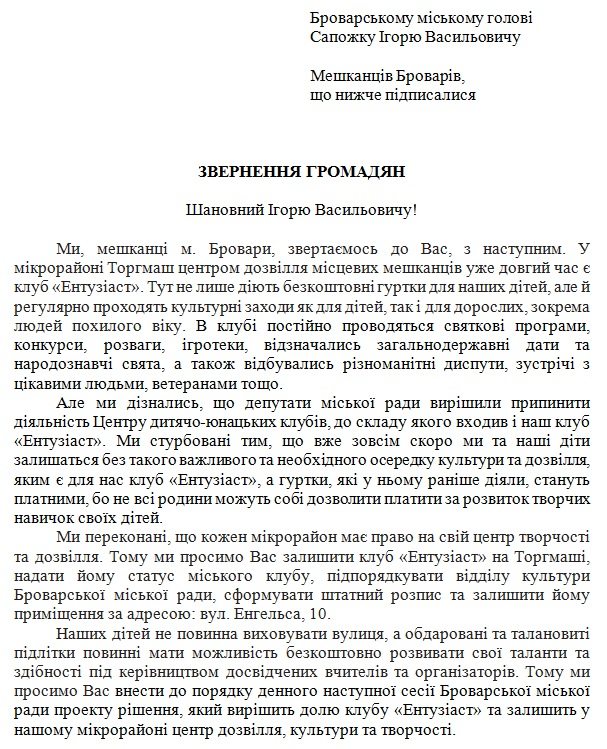 Броварському міському голові
Сапожку Ігорю Васильовичу
Мешканців Броварів,
що нижче підписалися
ЗВЕРНЕННЯ ГРОМАДЯН
Шановний Ігорю Васильовичу!
Ми, мешканці м. Бровари, звертаємось до Вас, з наступним. У
мікрорайоні Торгмаш центром дозвілля місцевих мешканців уже довгий час є
клуб «Ентузіаст». Тут не лише діють безкоштовні гуртки для наших дітей, але й
регулярно проходять культурні заходи як для дітей, так і для дорослих, зокрема
людей похилого віку. В клубі постійно проводяться святкові програми,
конкурси, розваги, ігротеки, відзначались загальнодержавні дати та
народознавчі свята, а також відбувались різноманітні диспути, зустрічі з
цікавими людьми, ветеранами тощо.
Але ми дізнались, що депутати міської ради вирішили припинити
діяльність Центру дитячо-юнацьких клубів, до складу якого входив і наш клуб
«Ентузіаст». Ми стурбовані тим, що вже зовсім скоро ми та наші діти
залишаться без такого важливого та необхідного осередку культури та дозвілля,
яким є для нас клуб «Ентузіаст», а гуртки, які у ньому раніше діяли, стануть
платними, бо не всі родини можуть собі дозволити платити за розвиток творчих
навичок своїх дітей.
Ми переконані, що кожен мікрорайон має право на свій центр творчості
та дозвілля. Тому ми просимо Вас залишити клуб «Ентузіаст» на Торгмаші,
надати йому статус міського клубу, підпорядкувати відділу культури
Броварської міської ради, сформувати штатний розпис та залишити йому
приміщення за адресою: вул. Енгельса, 10.
Наших дітей не повинна виховувати вулиця, а обдаровані та талановиті
підлітки повинні мати можливість безкоштовно розвивати свої таланти та
здібності під керівництвом досвідчених вчителів та організаторів. Тому ми
просимо Вас внести до порядку денного наступної сесії Броварської міської
ради проекту рішення, який вирішить долю клубу «Ентузіаст» та залишить у
нашому мікрорайоні центр дозвілля, культури та творчості.